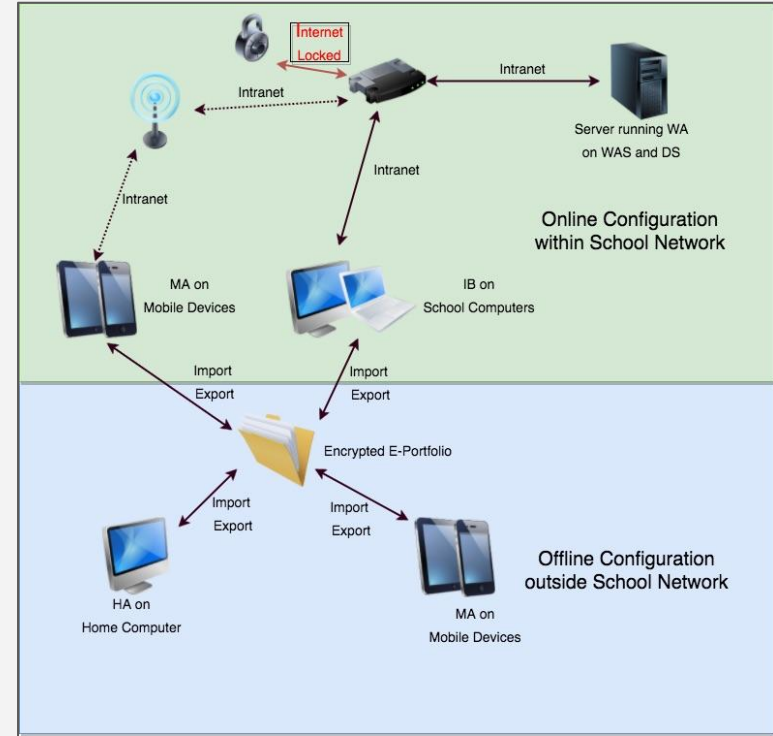 Internet
Locked
Intranet
Intranet
Server running WA
on WAS and DS
Intranet
Intranet
Online Configuration
within School Network
MA on
Mobile Devices
IB on
School Computers
Import
Export
Import
Export
Encrypted E-Portfolio
Import
Export
Import
Export
Offline Configuration
outside School Network
HA on
Home Computer
MA on
Mobile Devices